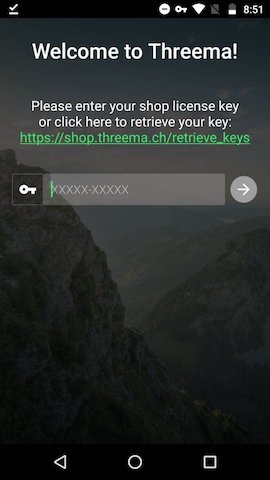 8:51
Welcome to Threema!
Please enter your shop license key
or click here to retrieve your key:
https://shop.threema.ch/retrieve_keys
XXXXX-XXXXX